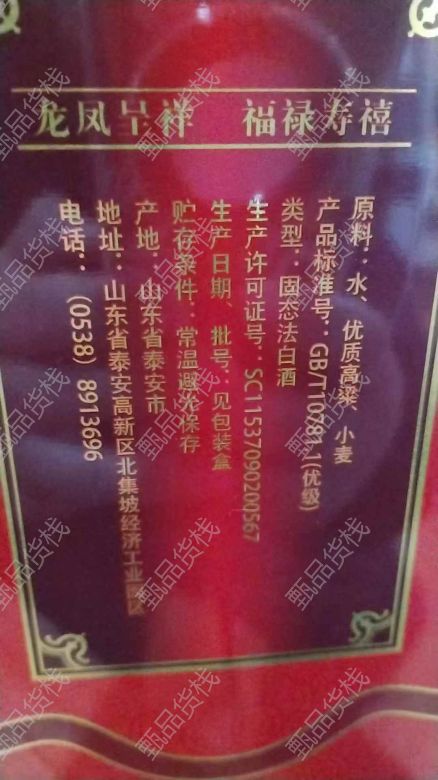 龙凤呈祥 福禄寿禧
原料：水、优质高粱、小麦
产品标准号：GB/T10781.1(优级)
类型：固态法白酒
生产许可证号：SC11537090200567
生产日期、批号：见包装盒
贮存条件：常温避光保存
产地：山东省泰安市
地址：山东省泰安高新区北集坡经济工业园区
电话：(0538) 8913696
甄品货栈